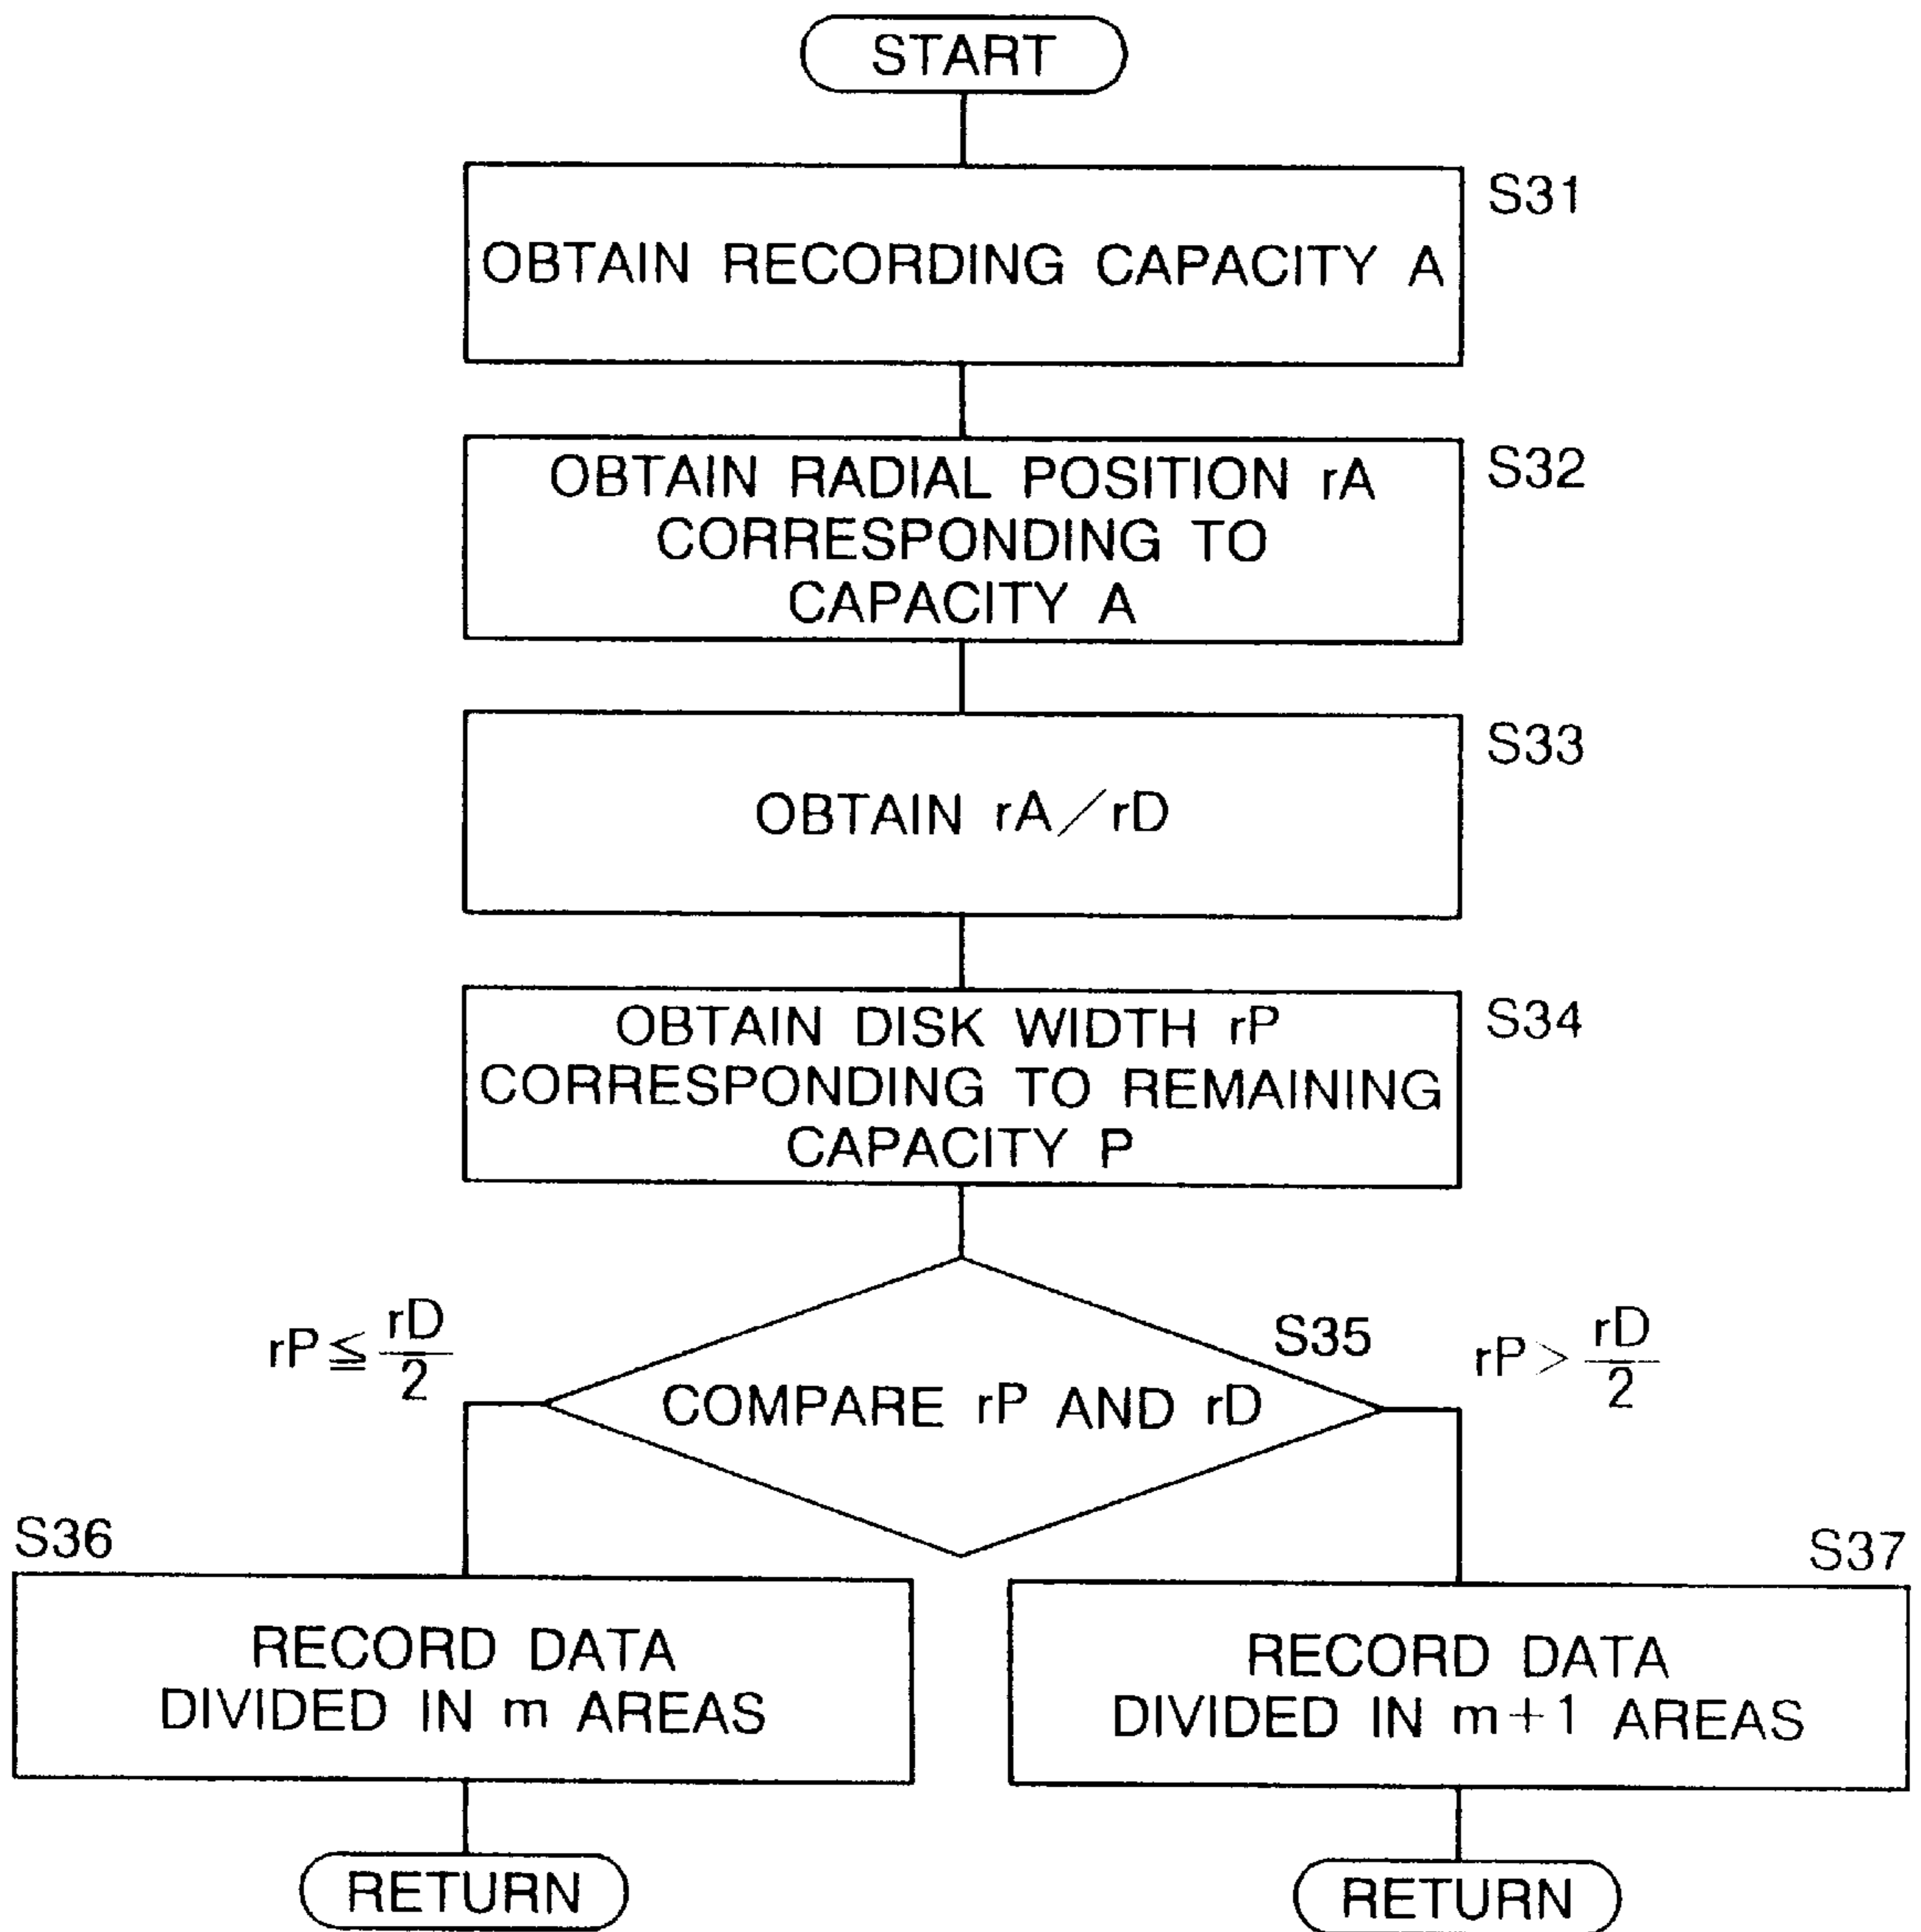 START
S31
OBTAIN RECORDING CAPACITY A
S32
OBTAIN RADIAL POSITION rA
CORRESPONDING TO
CAPACITY A
S33
OBTAIN rA/rD
S34
OBTAIN DISK WIDTH rP
CORRESPONDING TO REMAINING
CAPACITY P
rP ≦ rD/2
S35
rP > rD/2
COMPARE rP AND rD
S36
RECORD DATA
DIVIDED IN m AREAS
RETURN
S37
RECORD DATA
DIVIDED IN m+1 AREAS
RETURN